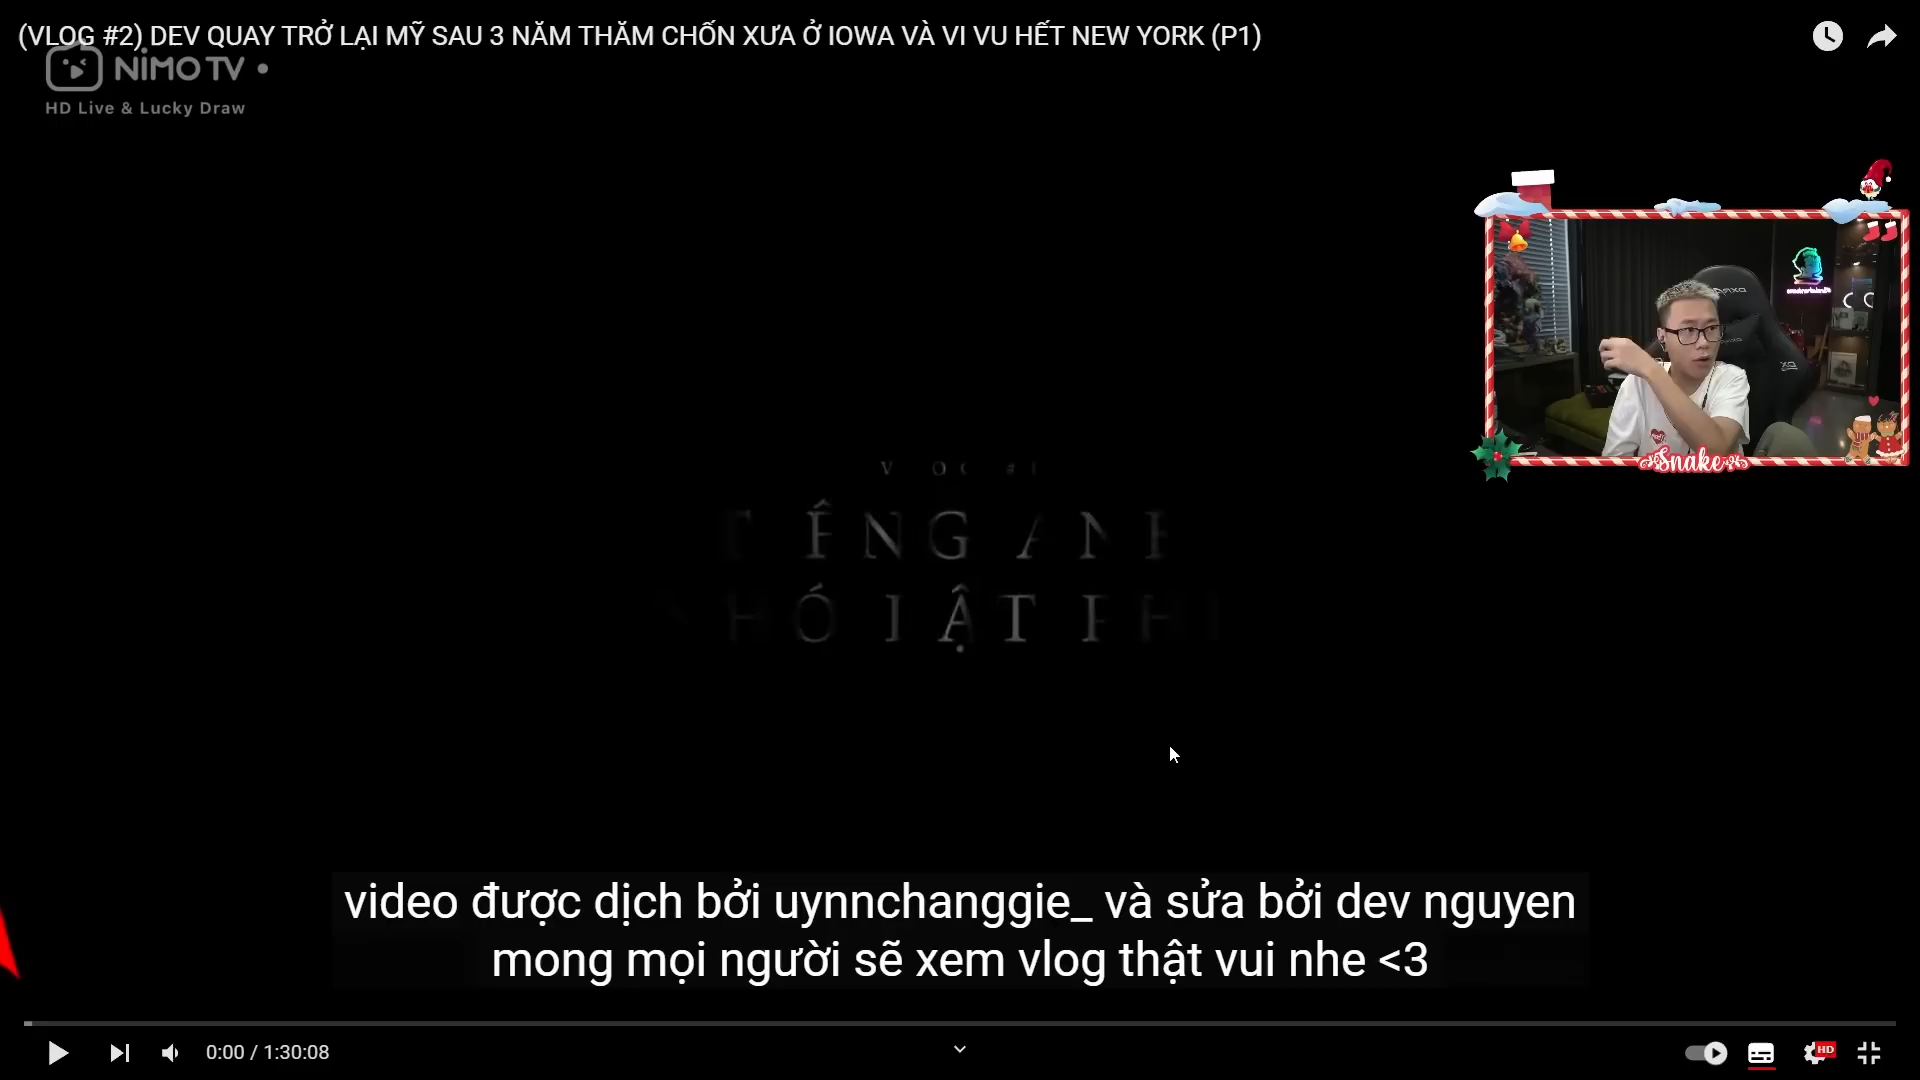 (VLOG #2) DEV QUAY TRỞ LẠI MỸ SAU 3 NĂM THĂM CHỐN XƯA Ở IOWA VÀ VI VU HẾT NEW YORK (P1)
NIMO TV
HD Live & Lucky Draw
Snake
video được dịch bởi uynnchanggie_ và sửa bởi dev nguyen
mong mọi người sẽ xem vlog thật vui nhe <3
0:00 / 1:30:08
HD